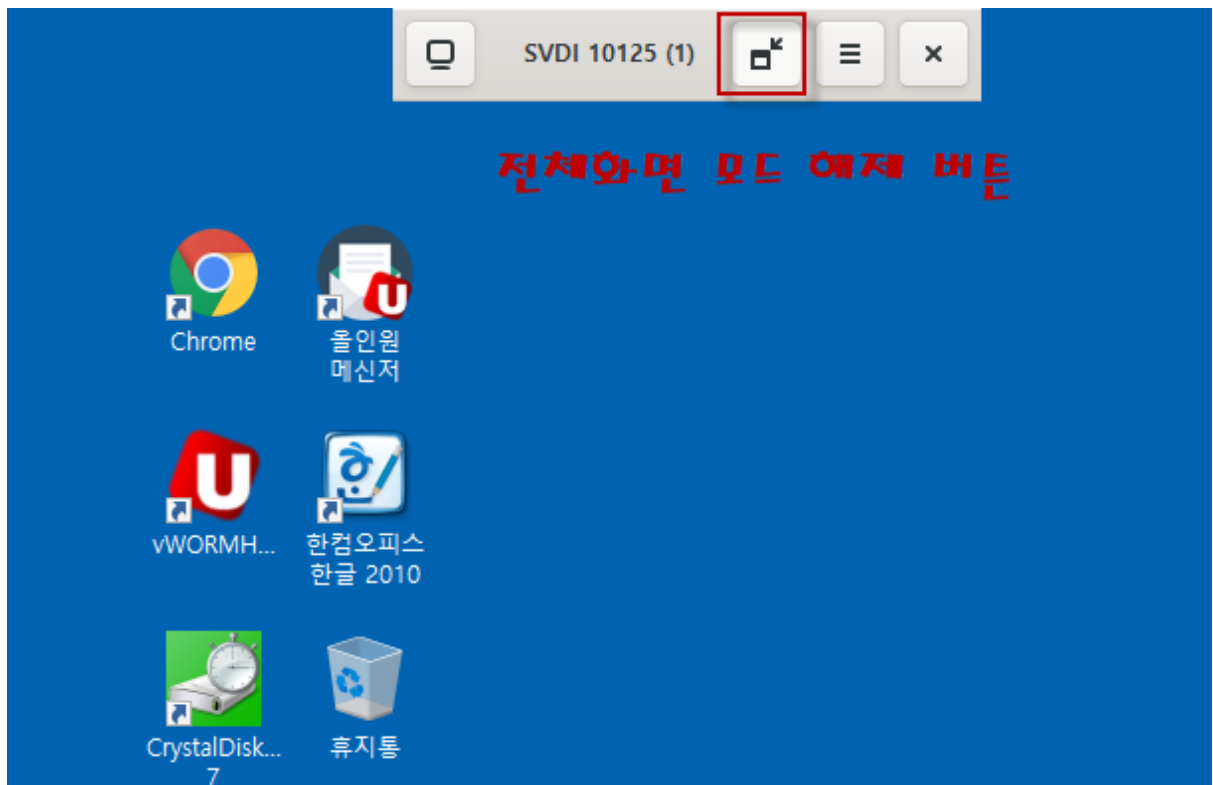 SVDI 10125 (1)
전체화면 모드 해제 버튼
Chrome
올인원
메신저
vWORMH...
한컴오피스
한글 2010
CrystalDisk...
7
휴지통